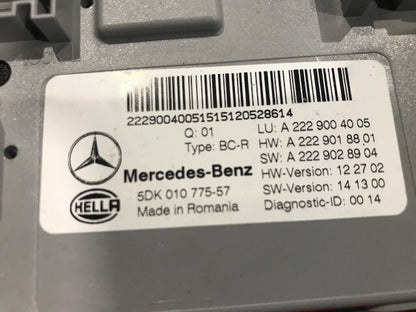 22290040051515120528614
Q: 01
Type: BC-R
LU: A 222 900 40 05
HW: A 222 901 88 01
SW: A 222 902 89 04
Mercedes-Benz
HW-Version: 12 27 02
5DK 010 775-57
SW-Version: 14 13 00
Made in Romania
Diagnostic-ID: 00 14
HELLA